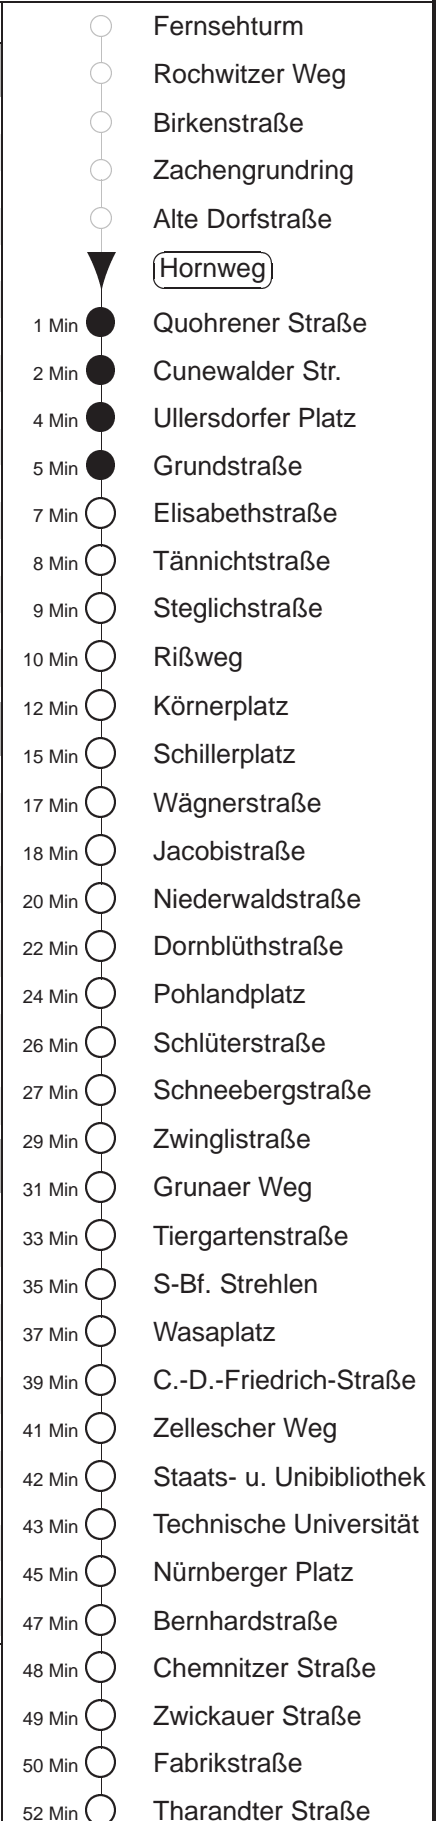 Fernsehturm
Rochwitzer Weg
Birkenstraße
Zachengrundring
Alte Dorfstraße
Hornweg
1 Min Quohrener Straße
2 Min Cunewalder Str.
4 Min Ullersdorfer Platz
5 Min Grundstraße
7 Min Elisabethstraße
8 Min Tännichtstraße
9 Min Steglichstraße
10 Min Rißweg
12 Min Körnerplatz
15 Min Schillerplatz
17 Min Wägnerstraße
18 Min Jacobistraße
20 Min Niederwaldstraße
22 Min Dornblüthstraße
24 Min Pohlandplatz
26 Min Schlüterstraße
27 Min Schneebergstraße
29 Min Zwinglistraße
31 Min Grunaer Weg
33 Min Tiergartenstraße
35 Min S-Bf. Strehlen
37 Min Wasaplatz
39 Min C.-D.-Friedrich-Straße
41 Min Zellescher Weg
42 Min Staats- u. Unibibliothek
43 Min Technische Universität
45 Min Nürnberger Platz
47 Min Bernhardstraße
48 Min Chemnitzer Straße
49 Min Zwickauer Straße
50 Min Fabrikstraße
52 Min Tharandter Straße